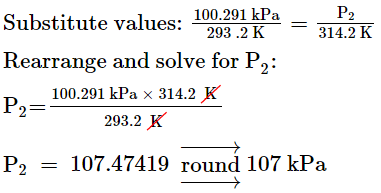 Substitute values: 100.291 kPa / 293 .2 K = P₂ / 314.2 K
Rearrange and solve for P₂:
P₂= 100.291 kPa × 314.2 K / 293.2 K
P₂ = 107.47419 round 107 kPa